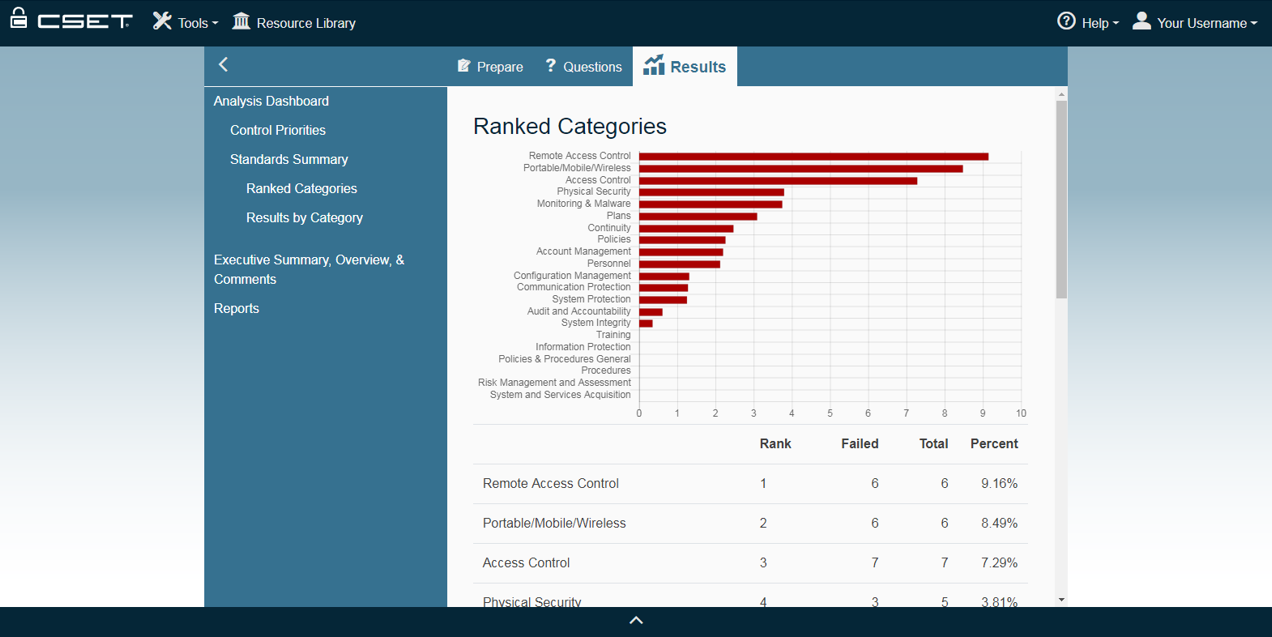 CSET
Tools
Resource Library
Help
Your Username
Prepare
? Questions
Results
Analysis Dashboard
Control Priorities
Standards Summary
Ranked Categories
Results by Category
Executive Summary, Overview, &
Comments
Reports
Ranked Categories
Remote Access Control
Portable/Mobile/Wireless
Access Control
Physical Security
Monitoring & Malware
Plans
Continuity
Policies
Account Management
Personnel
Configuration Management
Communication Protection
System Protection
Audit and Accountability
System Integrity
Training
Information Protection
Policies & Procedures General
Procedures
Risk Management and Assessment
System and Services Acquisition
0 1 2 3 4 5 6 7 8 9 10
Rank Failed Total Percent
Remote Access Control 1 6 6 9.16%
Portable/Mobile/Wireless 2 6 6 8.49%
Access Control 3 7 7 7.29%
Physical Security 4 3 5 3.81%